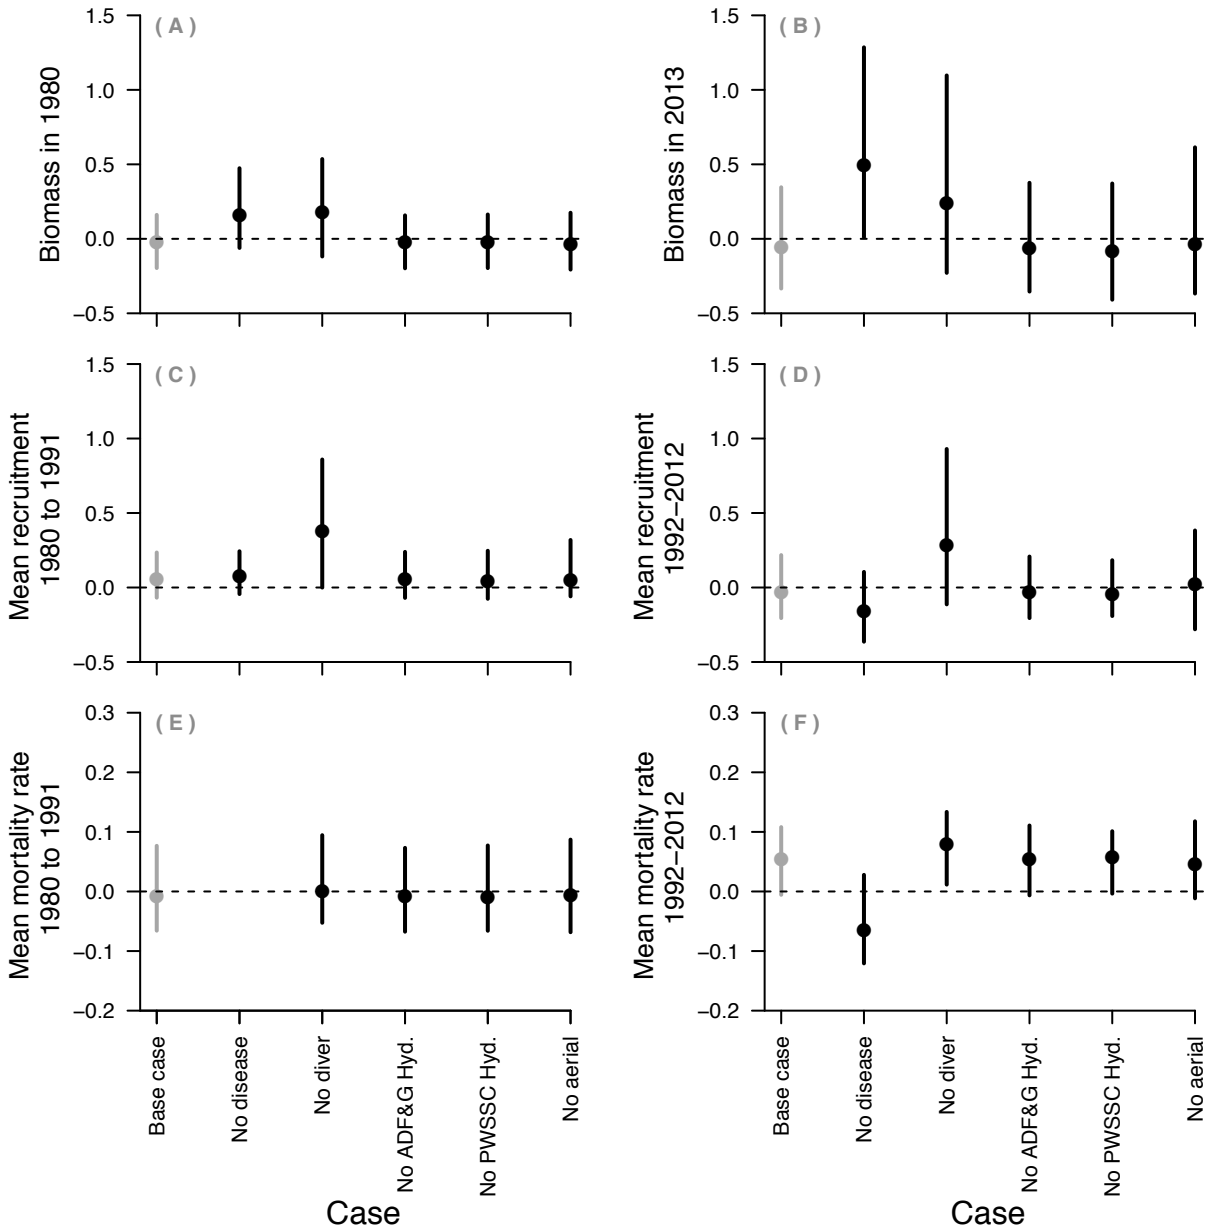 ( A )
Biomass in 1980
1.5
1.0
0.5
0.0
−0.5
( B )
Biomass in 2013
1.5
1.0
0.5
0.0
−0.5
( C )
Mean recruitment
1980 to 1991
1.5
1.0
0.5
0.0
−0.5
( D )
Mean recruitment
1992−2012
1.5
1.0
0.5
0.0
−0.5
( E )
Mean mortality rate
1980 to 1991
0.3
0.2
0.1
0.0
−0.1
−0.2
Base case
No disease
No diver
No ADF&G Hyd.
No PWSSC Hyd.
No aerial
Case
( F )
Mean mortality rate
1992−2012
0.3
0.2
0.1
0.0
−0.1
−0.2
Base case
No disease
No diver
No ADF&G Hyd.
No PWSSC Hyd.
No aerial
Case